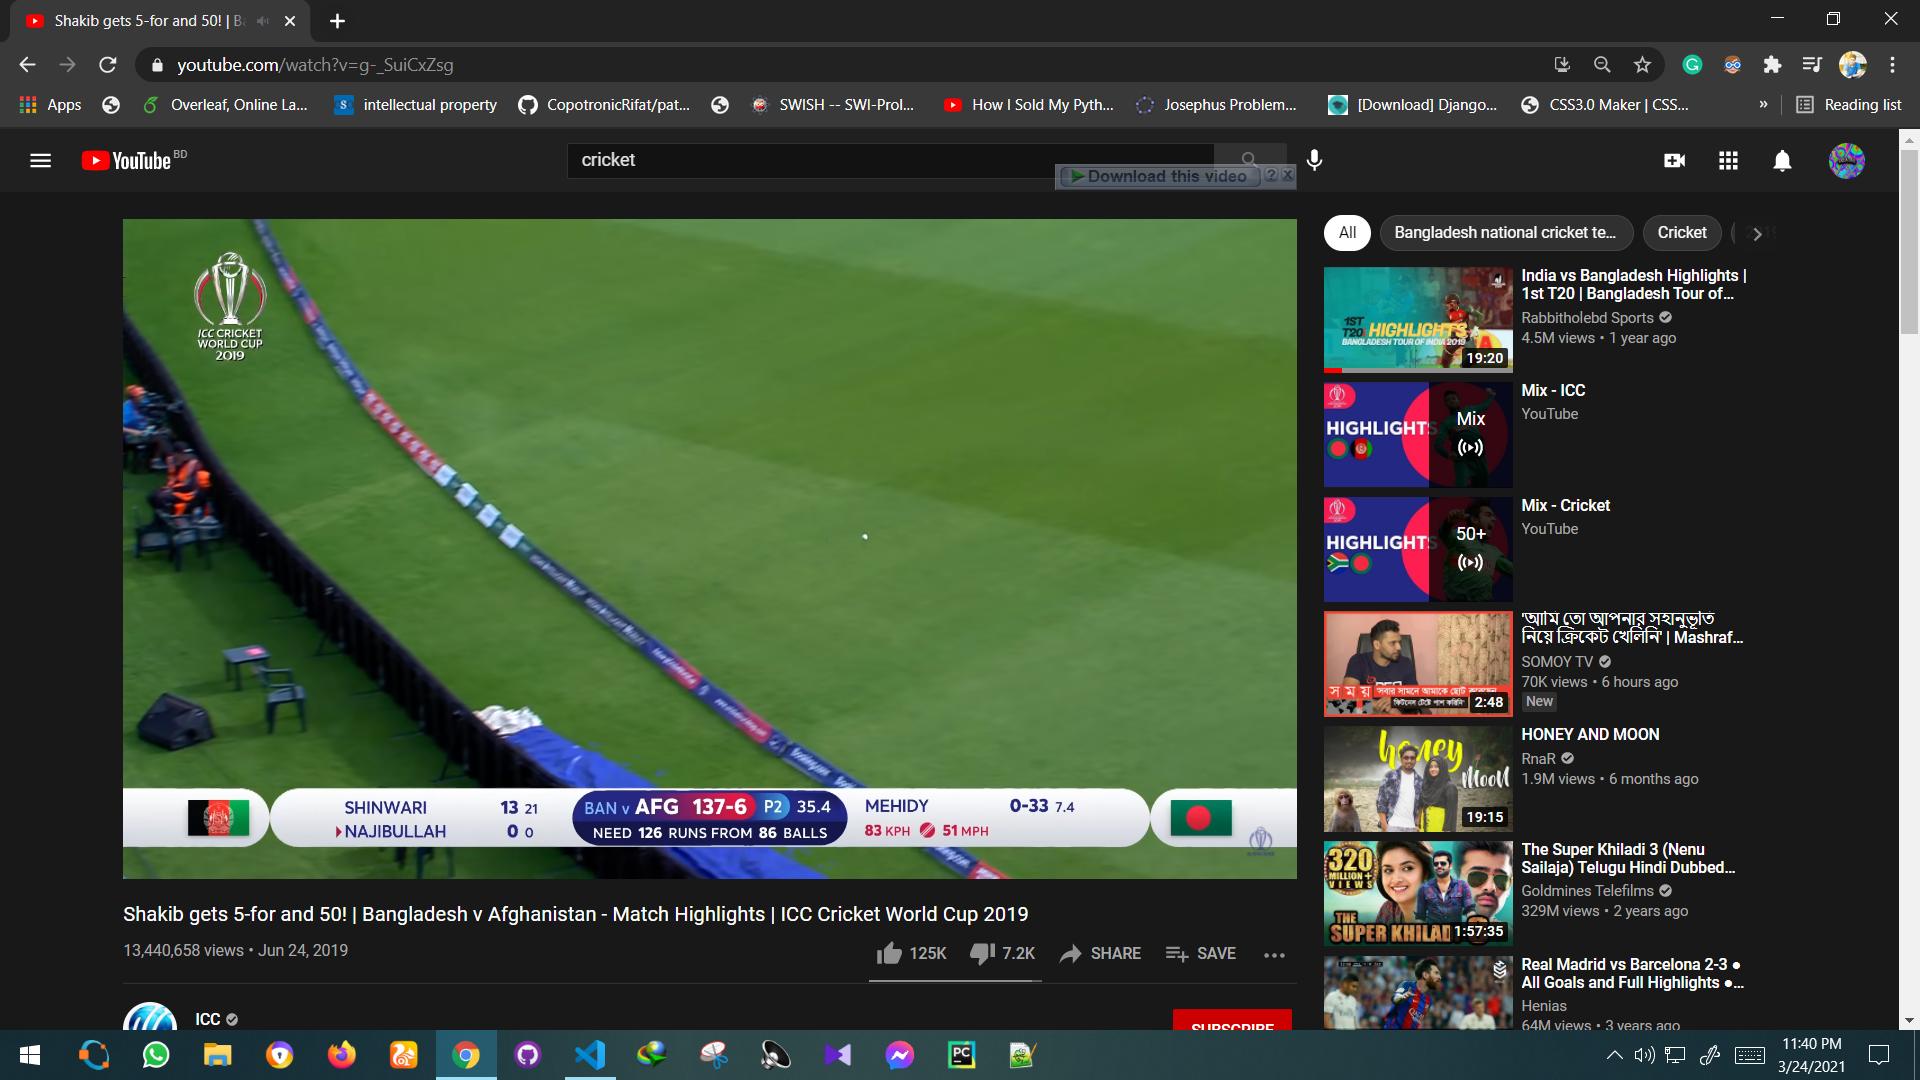 Shakib gets 5-for and 50! | Ba
youtube.com/watch?v=g-_SuiCxZsg
Apps
Overleaf, Online La...
intellectual property
CopotronicRifat/pat...
SWISH -- SWI-Prol...
How I Sold My Pyth...
Josephus Problem...
[Download] Django...
CSS3.0 Maker | CSS...
»
Reading list
YouTube BD
cricket
Download this video
ICC CRICKET
WORLD CUP
2019
SHINWARI 13 21
NAJIBULLAH 0 0
BAN v AFG 137-6 P2 35.4
NEED 126 RUNS FROM 86 BALLS
MEHIDY 0-33 7.4
83 KPH 51 MPH
Shakib gets 5-for and 50! | Bangladesh v Afghanistan - Match Highlights | ICC Cricket World Cup 2019
13,440,658 views • Jun 24, 2019
125K
7.2K
SHARE
SAVE
ICC
SUBSCRIBE
All
Bangladesh national cricket te...
Cricket
1ST
T20 HIGHLIGHTS
BANGLADESH TOUR OF INDIA 2019
19:20
India vs Bangladesh Highlights |
1st T20 | Bangladesh Tour of...
Rabbitholebd Sports
4.5M views • 1 year ago
HIGHLIGHTS
Mix
Mix - ICC
YouTube
HIGHLIGHTS
50+
Mix - Cricket
YouTube
সময়
2:48
'আমি তো আপনার সহানুভূতি
নিয়ে ক্রিকেট খেলিনি' | Mashraf...
SOMOY TV
70K views • 6 hours ago
New
honey
Moon
19:15
HONEY AND MOON
RnaR
1.9M views • 6 months ago
320
MILLION+
VIEWS
THE
SUPER KHILADI
1:57:35
The Super Khiladi 3 (Nenu
Sailaja) Telugu Hindi Dubbed...
Goldmines Telefilms
329M views • 2 years ago
Real Madrid vs Barcelona 2-3 ●
All Goals and Full Highlights ●...
Henias
64M views • 3 years ago
PC
11:40 PM
3/24/2021